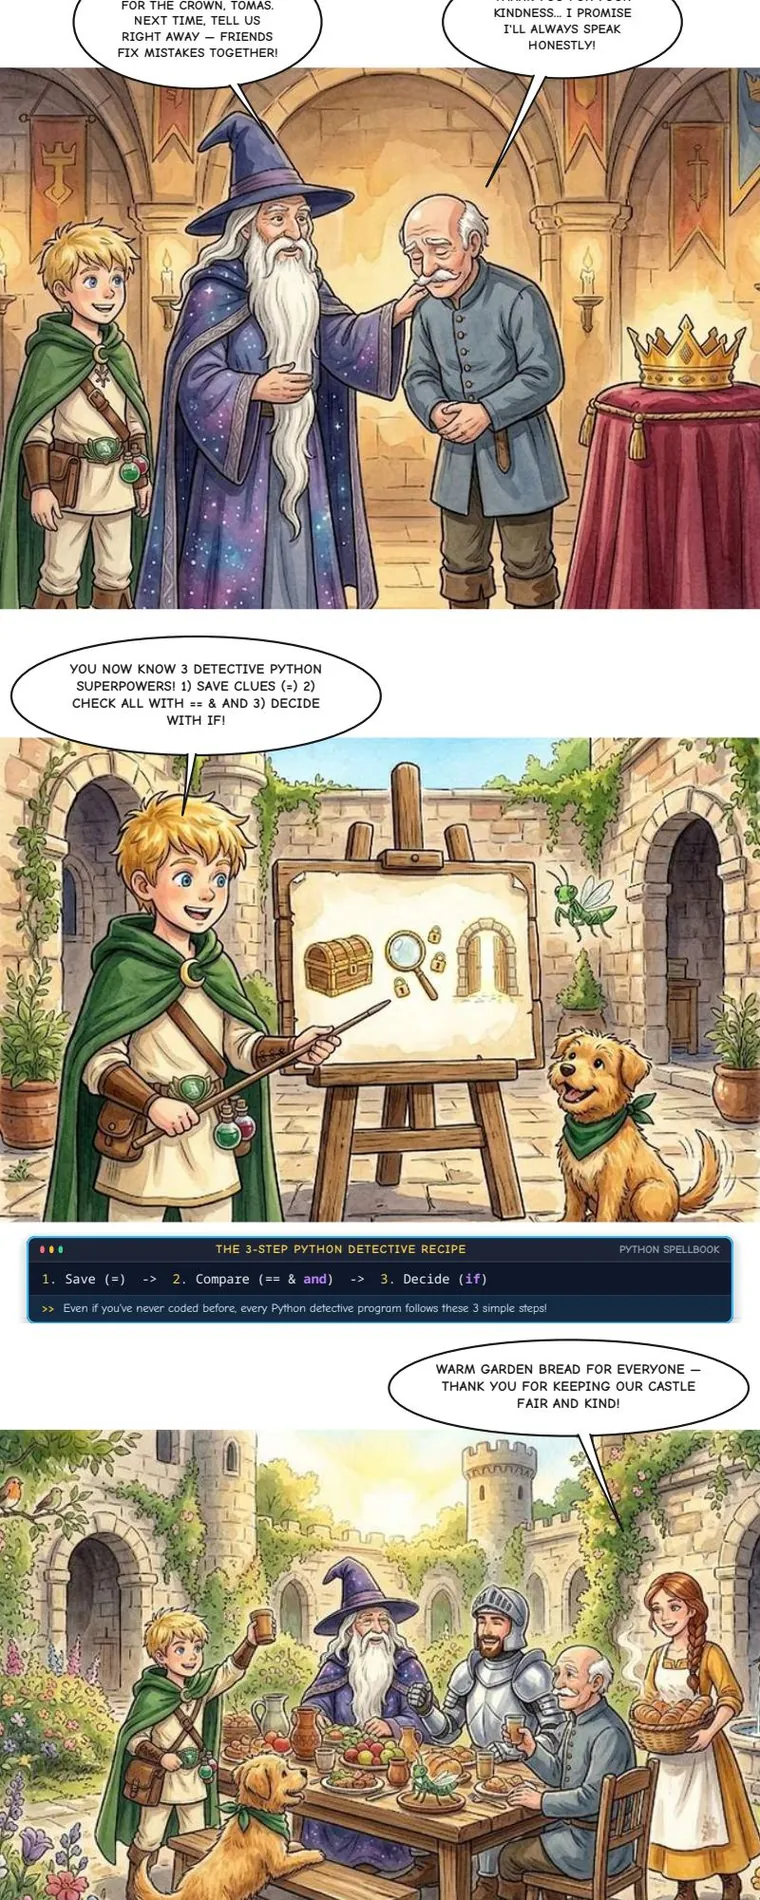 FOR THE CROWN, TOMAS.
NEXT TIME, TELL US
RIGHT AWAY — FRIENDS
FIX MISTAKES TOGETHER!
KINDNESS... I PROMISE
I'LL ALWAYS SPEAK
HONESTLY!
YOU NOW KNOW 3 DETECTIVE PYTHON
SUPERPOWERS! 1) SAVE CLUES (=) 2)
CHECK ALL WITH == & AND 3) DECIDE
WITH IF!
THE 3-STEP PYTHON DETECTIVE RECIPE
PYTHON SPELLBOOK
1. Save (=) -> 2. Compare (== & and) -> 3. Decide (if)
>> Even if you've never coded before, every Python detective program follows these 3 simple steps!
WARM GARDEN BREAD FOR EVERYONE —
THANK YOU FOR KEEPING OUR CASTLE
FAIR AND KIND!